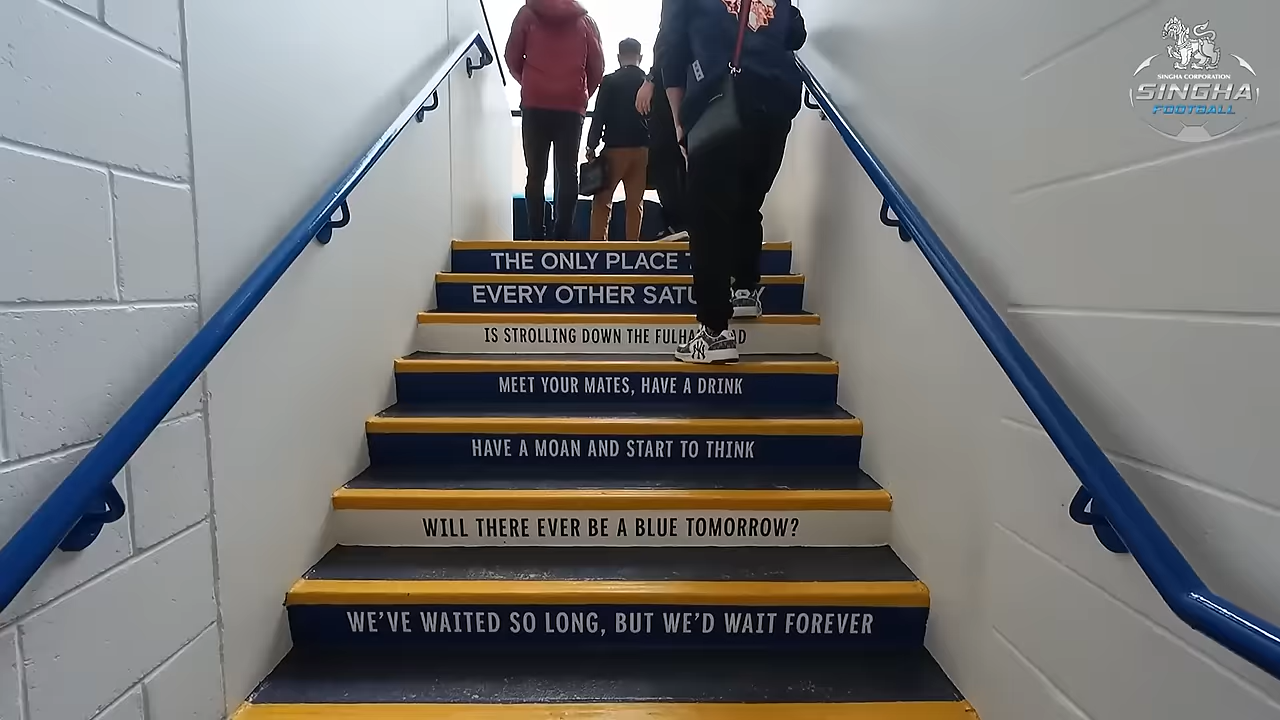 SINGHA CORPORATION
SINGHA
FOOTBALL
THE ONLY PLACE
EVERY OTHER
IS STROLLING DOWN THE
MEET YOUR MATES, HAVE A DRINK
HAVE A MOAN AND START TO THINK
WILL THERE EVER BE A BLUE TOMORROW?
WE'VE WAITED SO LONG, BUT WE'D WAIT FOREVER